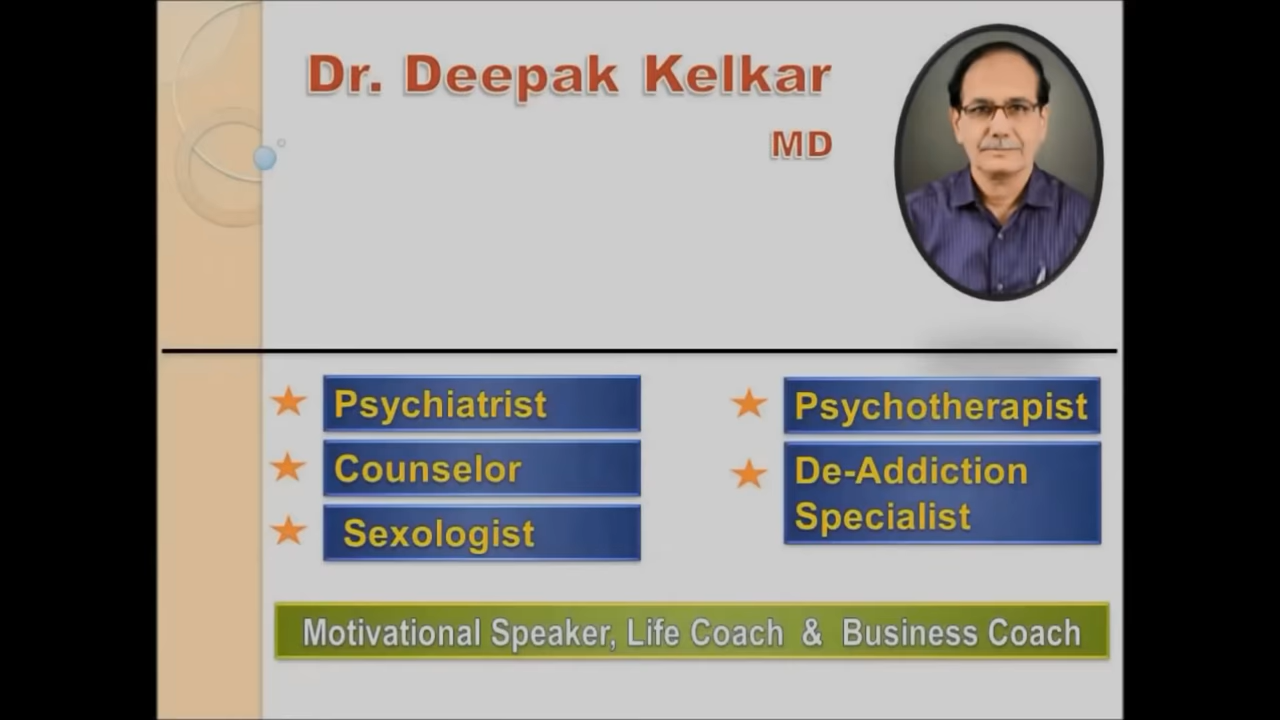 Dr. Deepak Kelkar
MD
Psychiatrist
Counselor
Sexologist
Psychotherapist
De-Addiction
Specialist
Motivational Speaker, Life Coach & Business Coach